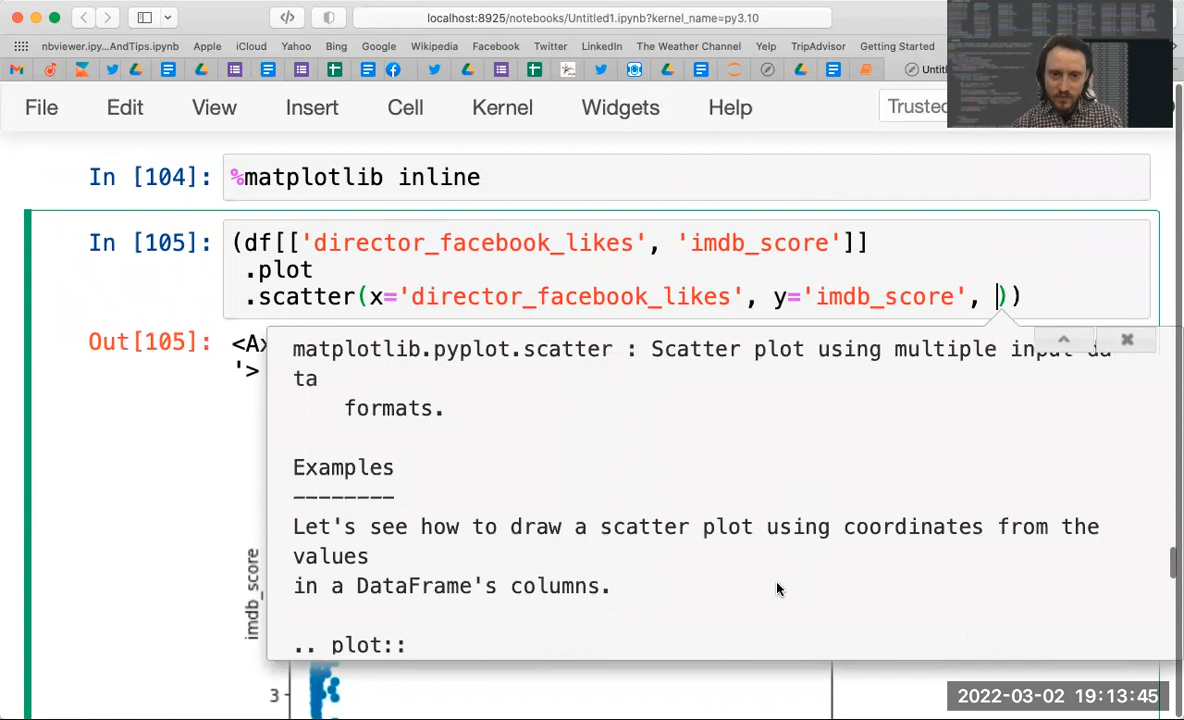 localhost:8925/notebooks/Untitled1.ipynb?kernel_name=py3.10
nbviewer.ipy...AndTips.ipynb Apple iCloud Yahoo Bing Google Wikipedia Facebook Twitter LinkedIn The Weather Channel Yelp TripAdvisor Getting Started
Untit
File Edit View Insert Cell Kernel Widgets Help Trusted
In [104]: %matplotlib inline
In [105]: (df[['director_facebook_likes', 'imdb_score']]
.plot
.scatter(x='director_facebook_likes', y='imdb_score', ))
Out[105]: <Ax
'>
matplotlib.pyplot.scatter : Scatter plot using multiple input da
ta
formats.
Examples
--------
Let's see how to draw a scatter plot using coordinates from the
values
in a DataFrame's columns.
.. plot::
imdb_score
3
2022-03-02 19:13:45